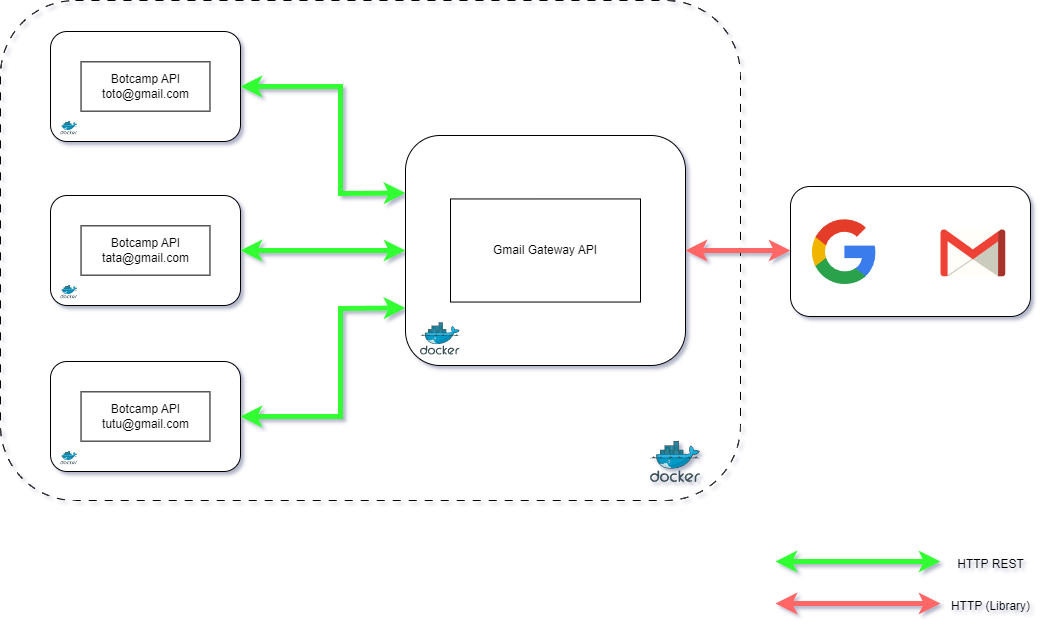 Botcamp API
toto@gmail.com
docker
Botcamp API
tata@gmail.com
docker
Gmail Gateway API
docker
Botcamp API
tutu@gmail.com
docker
docker
HTTP REST
HTTP (Library)